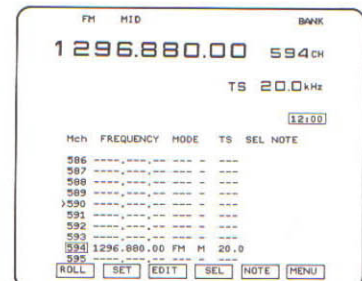 FM MID BANK
1296.880.00 594CH
TS 20.0kHz
12:00
Mch FREQUENCY MODE TS SEL NOTE
586 ----.---.-- --- - ---
587 ----.---.-- --- - ---
588 ----.---.-- --- - ---
589 ----.---.-- --- - ---
>590 ----.---.-- --- - ---
591 ----.---.-- --- - ---
592 ----.---.-- --- - ---
593 ----.---.-- --- - ---
594 1296.880.00 FM M 20.0
595 ----.---.-- --- - ---
ROLL SET EDIT SEL NOTE MENU